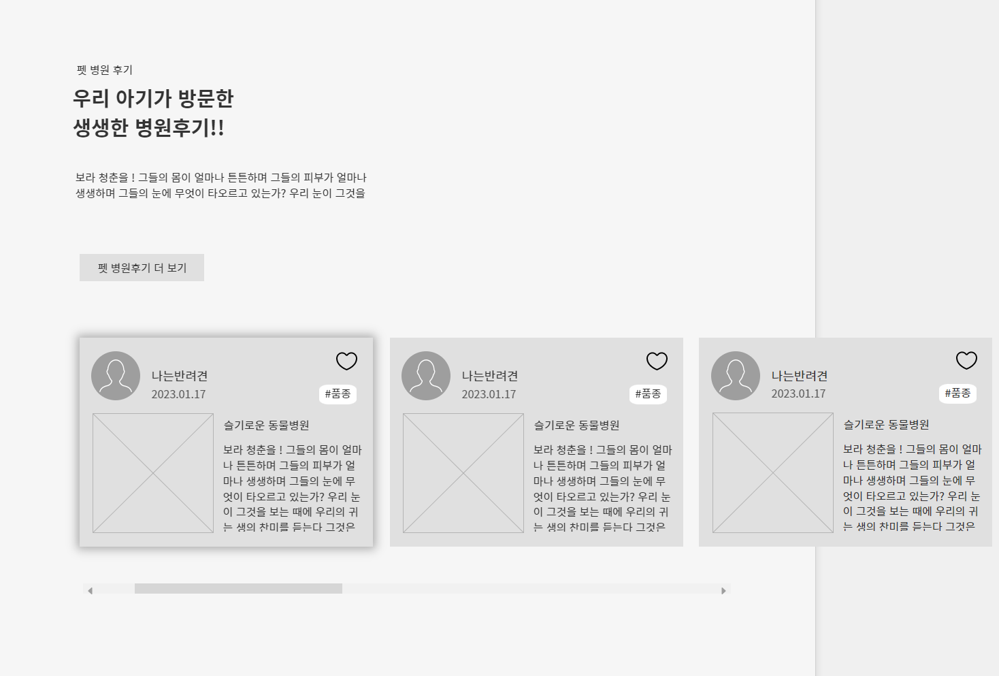 펫 병원 후기
우리 아기가 방문한
생생한 병원후기!!
보라 청춘을 ! 그들의 몸이 얼마나 튼튼하며 그들의 피부가 얼마나
생생하며 그들의 눈에 무엇이 타오르고 있는가? 우리 눈이 그것을
펫 병원후기 더 보기
나는반려견
2023.01.17
#품종
슬기로운 동물병원
보라 청춘을 ! 그들의 몸이 얼마
나 튼튼하며 그들의 피부가 얼
마나 생생하며 그들의 눈에 무
엇이 타오르고 있는가? 우리 눈
이 그것을 보는 때에 우리의 귀
는 생의 찬미를 듣는다 그것은
나는반려견
2023.01.17
#품종
슬기로운 동물병원
보라 청춘을 ! 그들의 몸이 얼마
나 튼튼하며 그들의 피부가 얼
마나 생생하며 그들의 눈에 무
엇이 타오르고 있는가? 우리 눈
이 그것을 보는 때에 우리의 귀
는 생의 찬미를 듣는다 그것은
나는반려견
2023.01.17
#품종
슬기로운 동물병원
보라 청춘을 ! 그들의 몸이 얼마
나 튼튼하며 그들의 피부가 얼
마나 생생하며 그들의 눈에 무
엇이 타오르고 있는가? 우리 눈
이 그것을 보는 때에 우리의 귀
는 생의 찬미를 듣는다 그것은